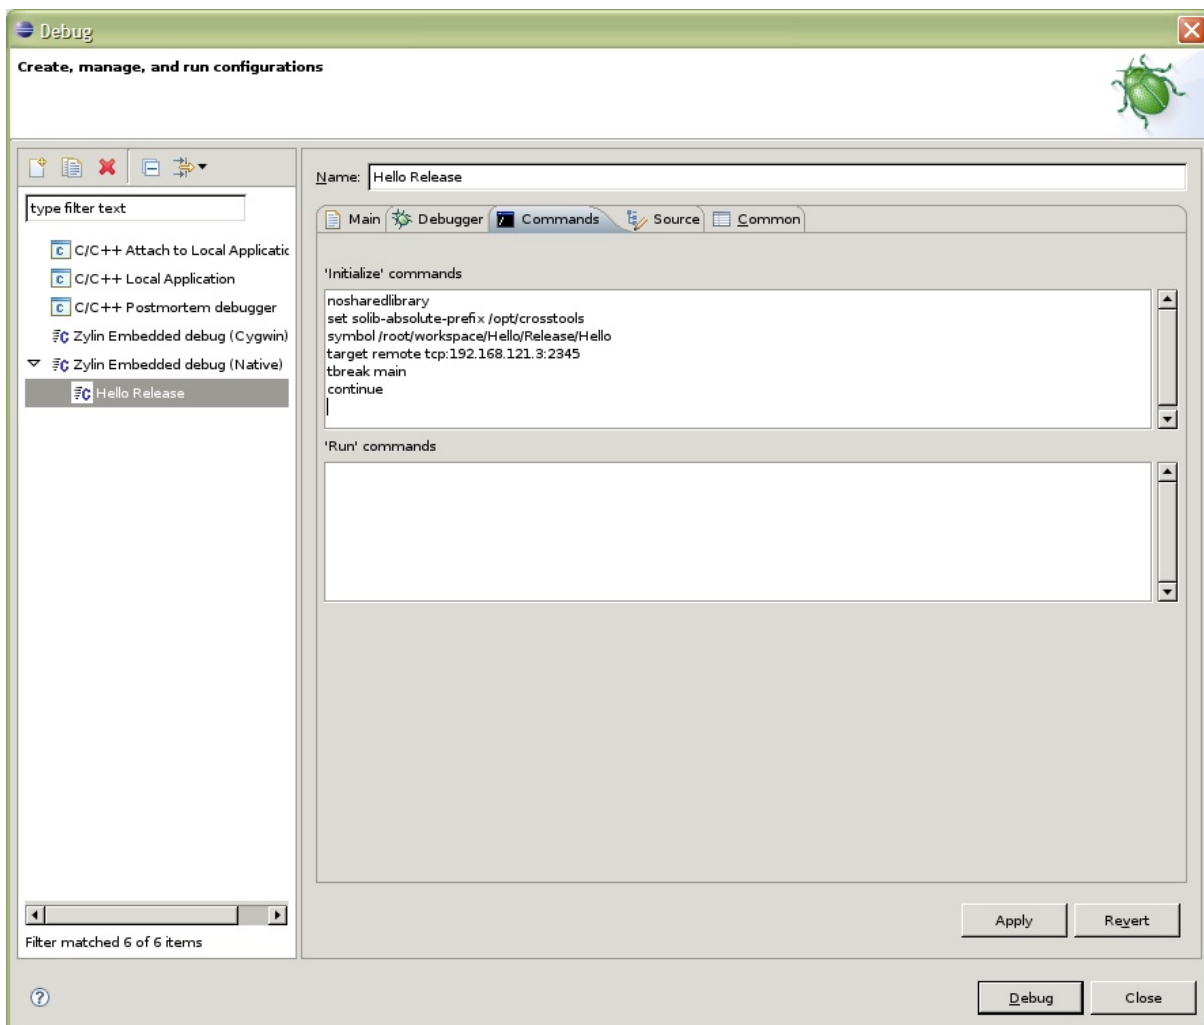 Debug
Create, manage, and run configurations
type filter text
C/C++ Attach to Local Applicatic
C/C++ Local Application
C/C++ Postmortem debugger
Zylin Embedded debug (Cygwin)
Zylin Embedded debug (Native)
Hello Release
Filter matched 6 of 6 items
Name: Hello Release
Main Debugger Commands Source Common
'Initialize' commands
nosharedlibrary
set solib-absolute-prefix /opt/crosstools
symbol /root/workspace/Hello/Release/Hello
target remote tcp:192.168.121.3:2345
tbreak main
continue
'Run' commands
Apply Revert
Debug Close